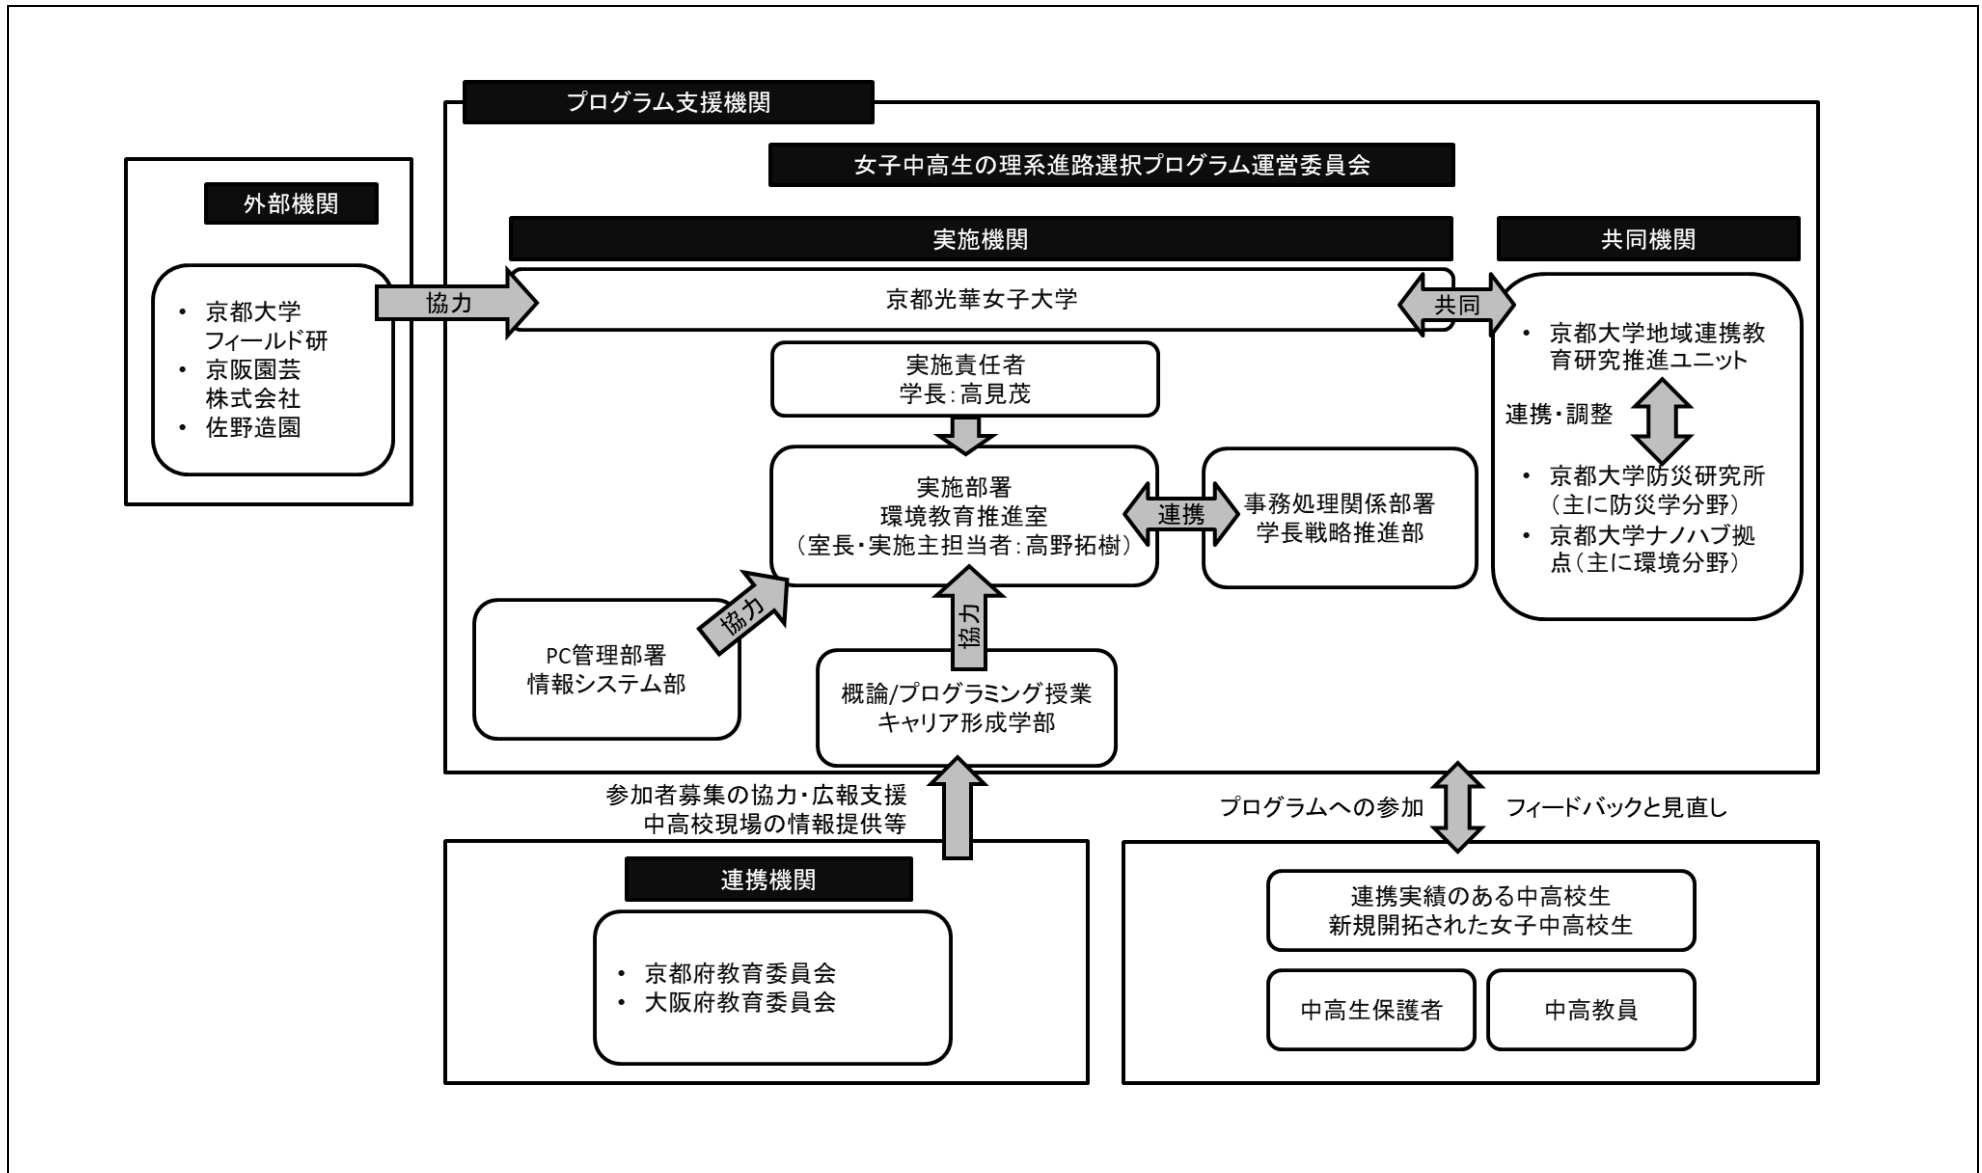 プログラム支援機関
女子中高生の理系進路選択プログラム運営委員会
外部機関
• 京都大学
フィールド研
• 京阪園芸
株式会社
• 佐野造園
協力
実施機関
京都光華女子大学
共同
共同機関
• 京都大学地域連携教
育研究推進ユニット
連携・調整
• 京都大学防災研究所
（主に防災学分野）
• 京都大学ナノハブ拠
点（主に環境分野）
実施責任者
学長：高見茂
実施部署
環境教育推進室
（室長・実施主担当者：高野拓樹）
連携
事務処理関係部署
学長戦略推進部
協力
PC管理部署
情報システム部
協力
概論/プログラミング授業
キャリア形成学部
参加者募集の協力・広報支援
中高校現場の情報提供等
プログラムへの参加
フィードバックと見直し
連携機関
• 京都府教育委員会
• 大阪府教育委員会
連携実績のある中高校生
新規開拓された女子中高校生
中高生保護者
中高教員